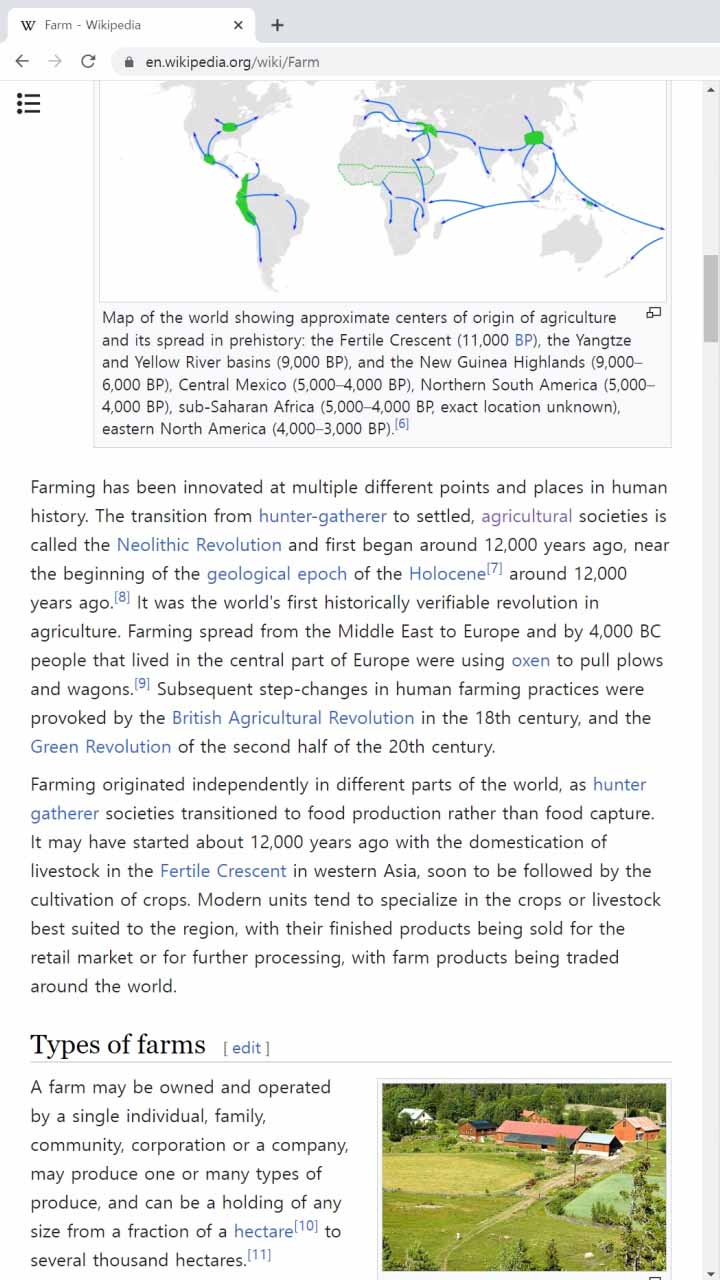 W Farm - Wikipedia
en.wikipedia.org/wiki/Farm
Map of the world showing approximate centers of origin of agriculture
and its spread in prehistory: the Fertile Crescent (11,000 BP), the Yangtze
and Yellow River basins (9,000 BP), and the New Guinea Highlands (9,000–
6,000 BP), Central Mexico (5,000–4,000 BP), Northern South America (5,000–
4,000 BP), sub-Saharan Africa (5,000–4,000 BP, exact location unknown),
eastern North America (4,000–3,000 BP).[6]
Farming has been innovated at multiple different points and places in human
history. The transition from hunter-gatherer to settled, agricultural societies is
called the Neolithic Revolution and first began around 12,000 years ago, near
the beginning of the geological epoch of the Holocene[7] around 12,000
years ago.[8] It was the world's first historically verifiable revolution in
agriculture. Farming spread from the Middle East to Europe and by 4,000 BC
people that lived in the central part of Europe were using oxen to pull plows
and wagons.[9] Subsequent step-changes in human farming practices were
provoked by the British Agricultural Revolution in the 18th century, and the
Green Revolution of the second half of the 20th century.
Farming originated independently in different parts of the world, as hunter
gatherer societies transitioned to food production rather than food capture.
It may have started about 12,000 years ago with the domestication of
livestock in the Fertile Crescent in western Asia, soon to be followed by the
cultivation of crops. Modern units tend to specialize in the crops or livestock
best suited to the region, with their finished products being sold for the
retail market or for further processing, with farm products being traded
around the world.
Types of farms [ edit ]
A farm may be owned and operated
by a single individual, family,
community, corporation or a company,
may produce one or many types of
produce, and can be a holding of any
size from a fraction of a hectare[10] to
several thousand hectares.[11]